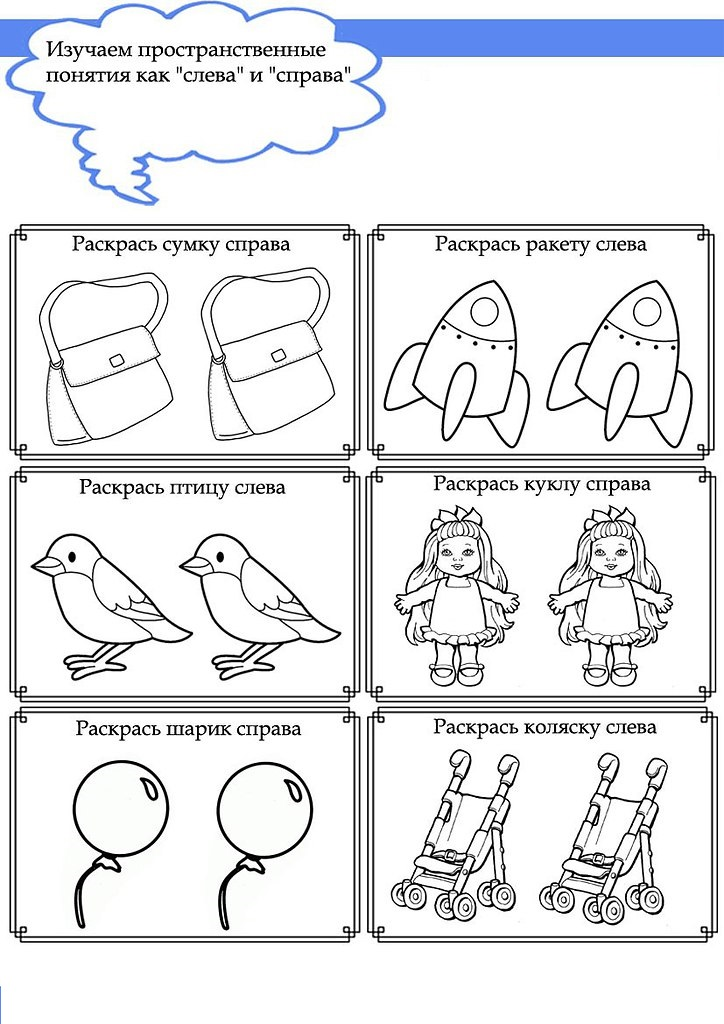 Изучаем пространственные
понятия как "слева" и "справа"
Раскрась сумку справа
Раскрась ракету слева
Раскрась птицу слева
Раскрась куклу справа
Раскрась шарик справа
Раскрась коляску слева